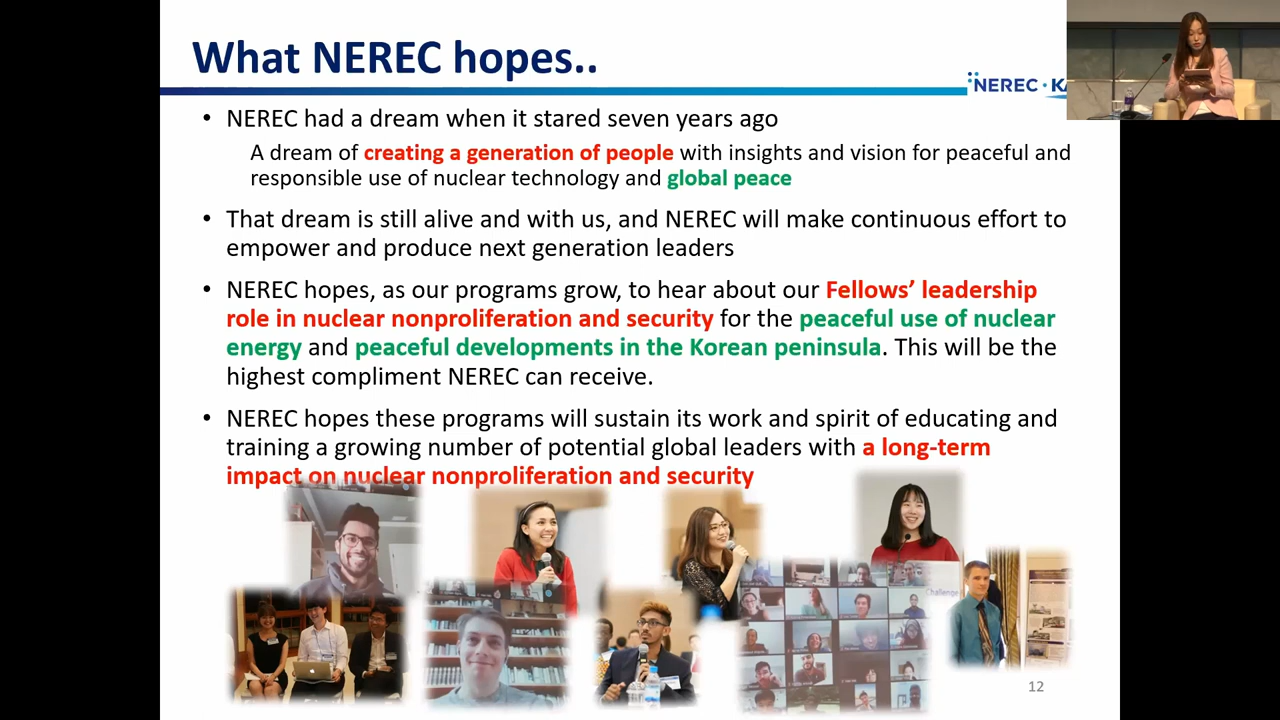 What NEREC hopes..
NEREC · KA
• NEREC had a dream when it stared seven years ago
A dream of creating a generation of people with insights and vision for peaceful and
responsible use of nuclear technology and global peace
• That dream is still alive and with us, and NEREC will make continuous effort to
empower and produce next generation leaders
• NEREC hopes, as our programs grow, to hear about our Fellows’ leadership
role in nuclear nonproliferation and security for the peaceful use of nuclear
energy and peaceful developments in the Korean peninsula. This will be the
highest compliment NEREC can receive.
• NEREC hopes these programs will sustain its work and spirit of educating and
training a growing number of potential global leaders with a long-term
impact on nuclear nonproliferation and security
Challenge
12